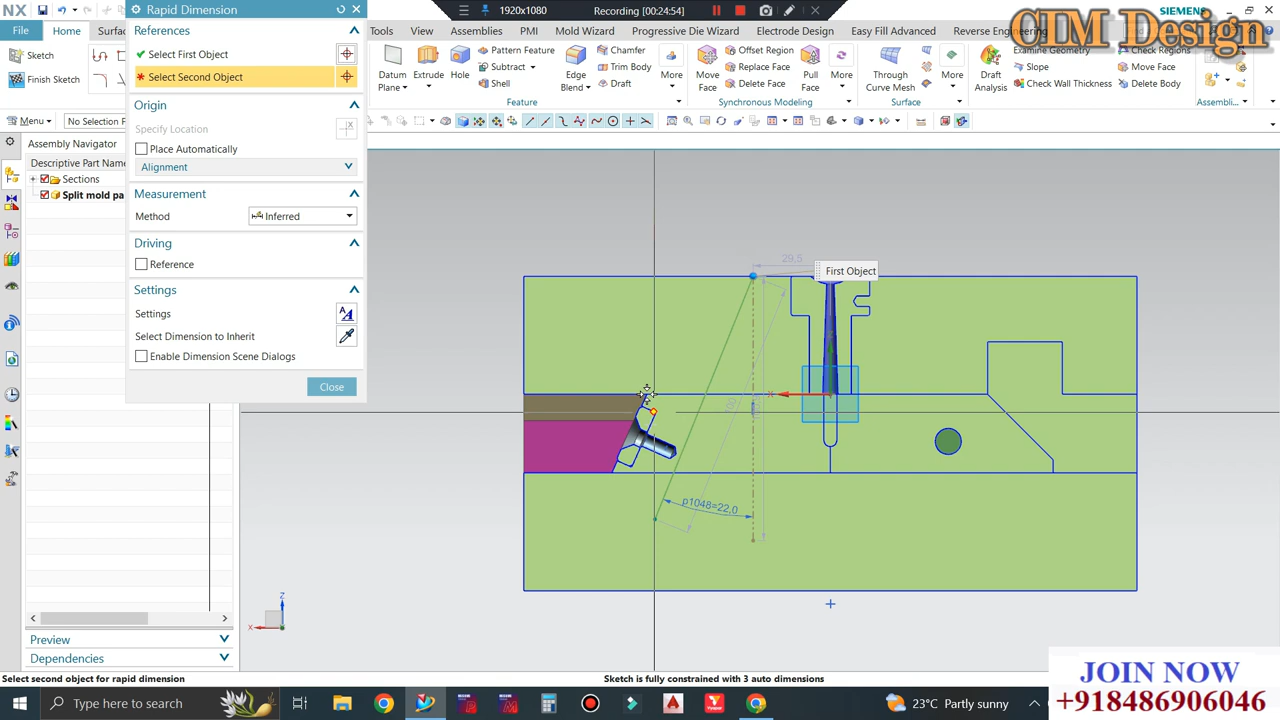 NX
Rapid Dimension
1920x1080
Recording [00:24:54]
SIEMENS
CTM Design
File
Home
Tools
View
Assemblies
PMI
Mold Wizard
Progressive Die Wizard
Electrode Design
Easy Fill Advanced
Reverse
Sketch
Finish Sketch
Datum Plane
Extrude
Hole
Pattern Feature
Subtract
Shell
Edge Blend
Chamfer
Trim Body
Draft
More
Feature
Move Face
Offset Region
Replace Face
Delete Face
Pull Face
More
Synchronous Modeling
Through Curve Mesh
More
Surface
Draft Analysis
Examine Geometry
Slope
Check Wall Thickness
Check Regions
Move Face
Delete Body
Assembli...
Menu
No Selection
References
Select First Object
Select Second Object
Origin
Specify Location
Place Automatically
Alignment
Measurement
Method
Inferred
Driving
Reference
Settings
Settings
Select Dimension to Inherit
Enable Dimension Scene Dialogs
Close
Assembly Navigator
Descriptive Part Name
Sections
Split mold pa
29,5
First Object
p1048=22,0
X
Z
X
Preview
Dependencies
Select second object for rapid dimension
Sketch is fully constrained with 3 auto dimensions
Type here to search
23°C Partly sunny
JOIN NOW
+918486906046